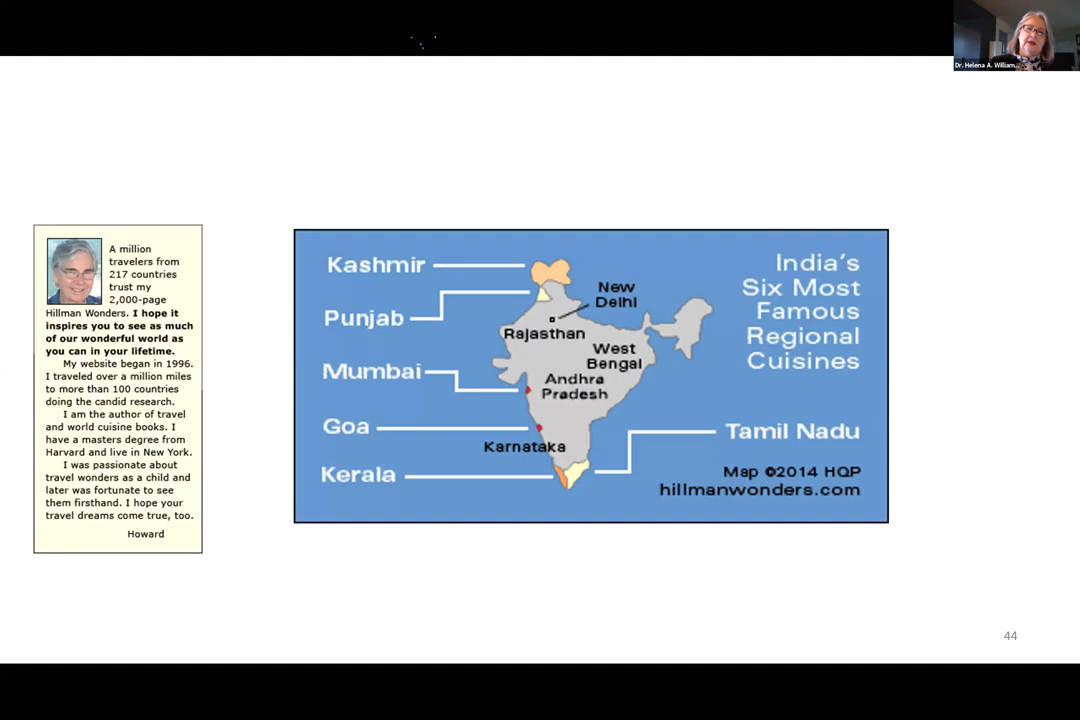 Dr. Helena A. William...
A million
travelers from
217 countries
trust my
2,000-page
Hillman Wonders. I hope it
inspires you to see as much
of our wonderful world as
you can in your lifetime.
My website began in 1996.
I traveled over a million miles
to more than 100 countries
doing the candid research.
I am the author of travel
and world cuisine books. I
have a masters degree from
Harvard and live in New York.
I was passionate about
travel wonders as a child and
later was fortunate to see
them firsthand. I hope your
travel dreams come true, too.
Howard
Kashmir
Punjab
Mumbai
Goa
Kerala
New
Delhi
Rajasthan
West
Bengal
Andhra
Pradesh
Karnataka
India's
Six Most
Famous
Regional
Cuisines
Tamil Nadu
Map ©2014 HQP
hillmanwonders.com
44